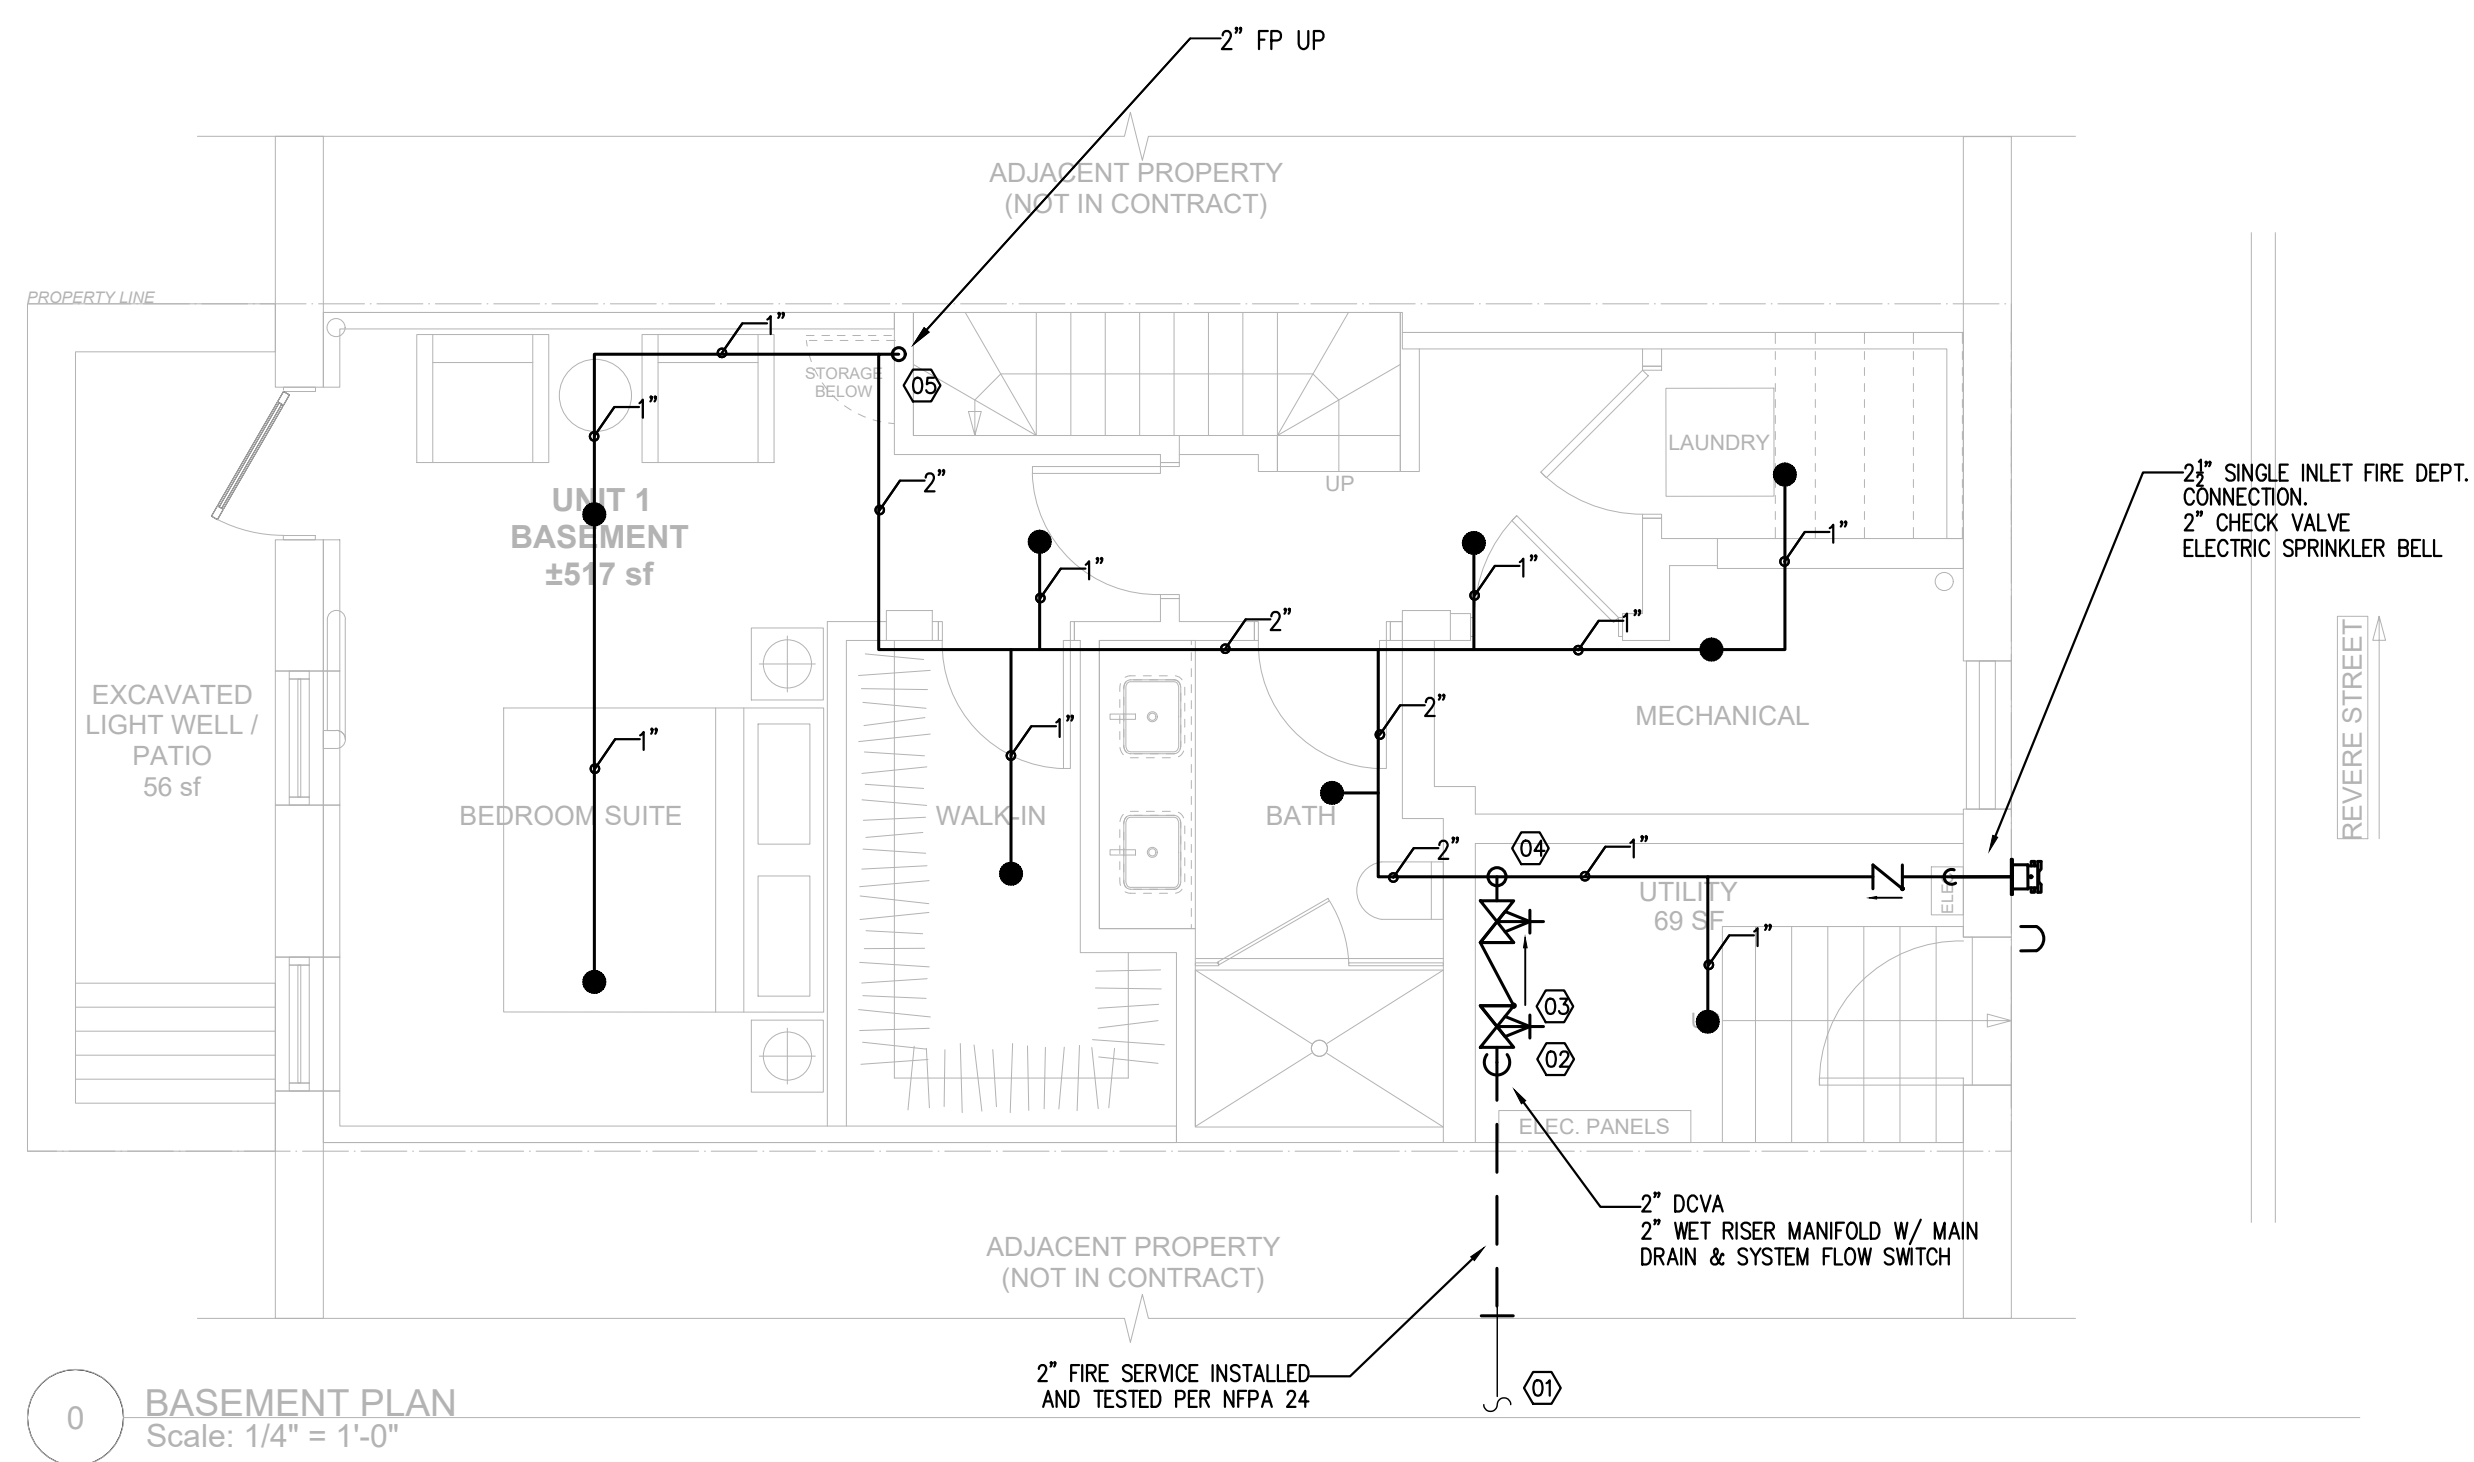 2” FP UP
ADJACENT PROPERTY
(NOT IN CONTRACT)
PROPERTY LINE
1”
STORAGE
BELOW
05
1”
LAUNDRY
UP
2”
2½” SINGLE INLET FIRE DEPT.
CONNECTION.
2” CHECK VALVE
ELECTRIC SPRINKLER BELL
UNIT 1
BASEMENT
±517 sf
1”
1”
1”
2”
1”
REVERE STREET
EXCAVATED
LIGHT WELL /
PATIO
56 sf
1”
1”
2”
MECHANICAL
BEDROOM SUITE
WALK-IN
BATH
2”
04
1”
UTILITY
69 SF
ELEC
1”
03
02
ELEC. PANELS
2” DCVA
2” WET RISER MANIFOLD W/ MAIN
DRAIN & SYSTEM FLOW SWITCH
ADJACENT PROPERTY
(NOT IN CONTRACT)
2” FIRE SERVICE INSTALLED
AND TESTED PER NFPA 24
01
0
BASEMENT PLAN
Scale: 1/4" = 1'-0"